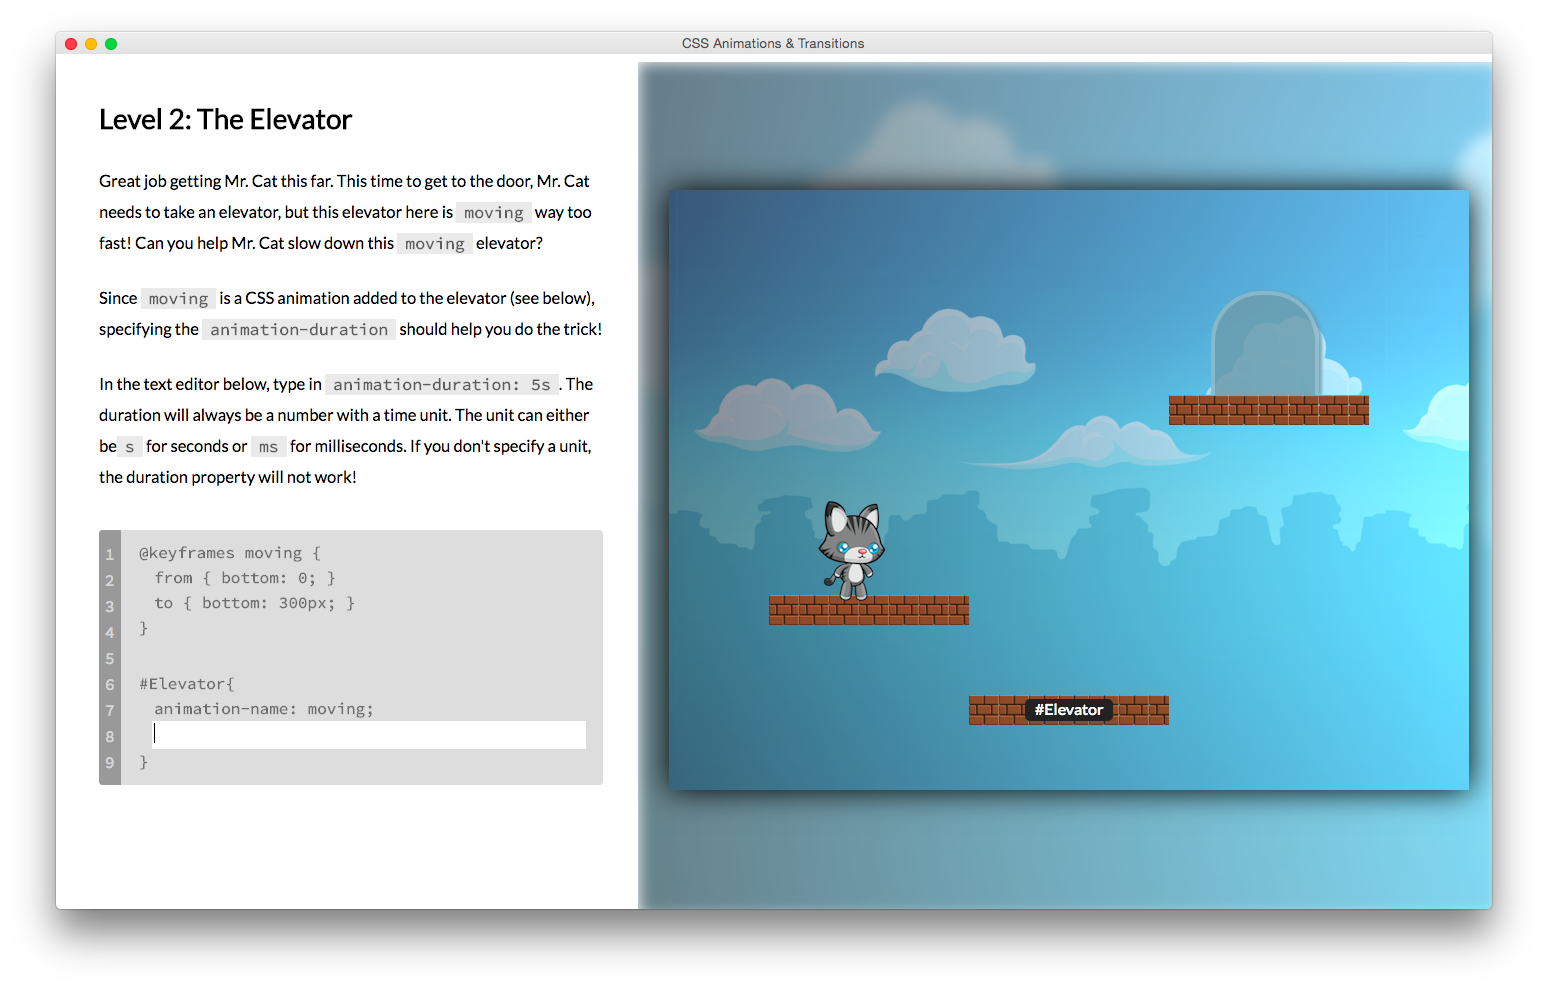 CSS Animations & Transitions
Level 2: The Elevator
Great job getting Mr. Cat this far. This time to get to the door, Mr. Cat
needs to take an elevator, but this elevator here is moving way too
fast! Can you help Mr. Cat slow down this moving elevator?
Since moving is a CSS animation added to the elevator (see below),
specifying the animation-duration should help you do the trick!
In the text editor below, type in animation-duration: 5s. The
duration will always be a number with a time unit. The unit can either
be s for seconds or ms for milliseconds. If you don't specify a unit,
the duration property will not work!
1 @keyframes moving {
2 from { bottom: 0; }
3 to { bottom: 300px; }
4 }
5
6 #Elevator{
7 animation-name: moving;
8
9 }
#Elevator